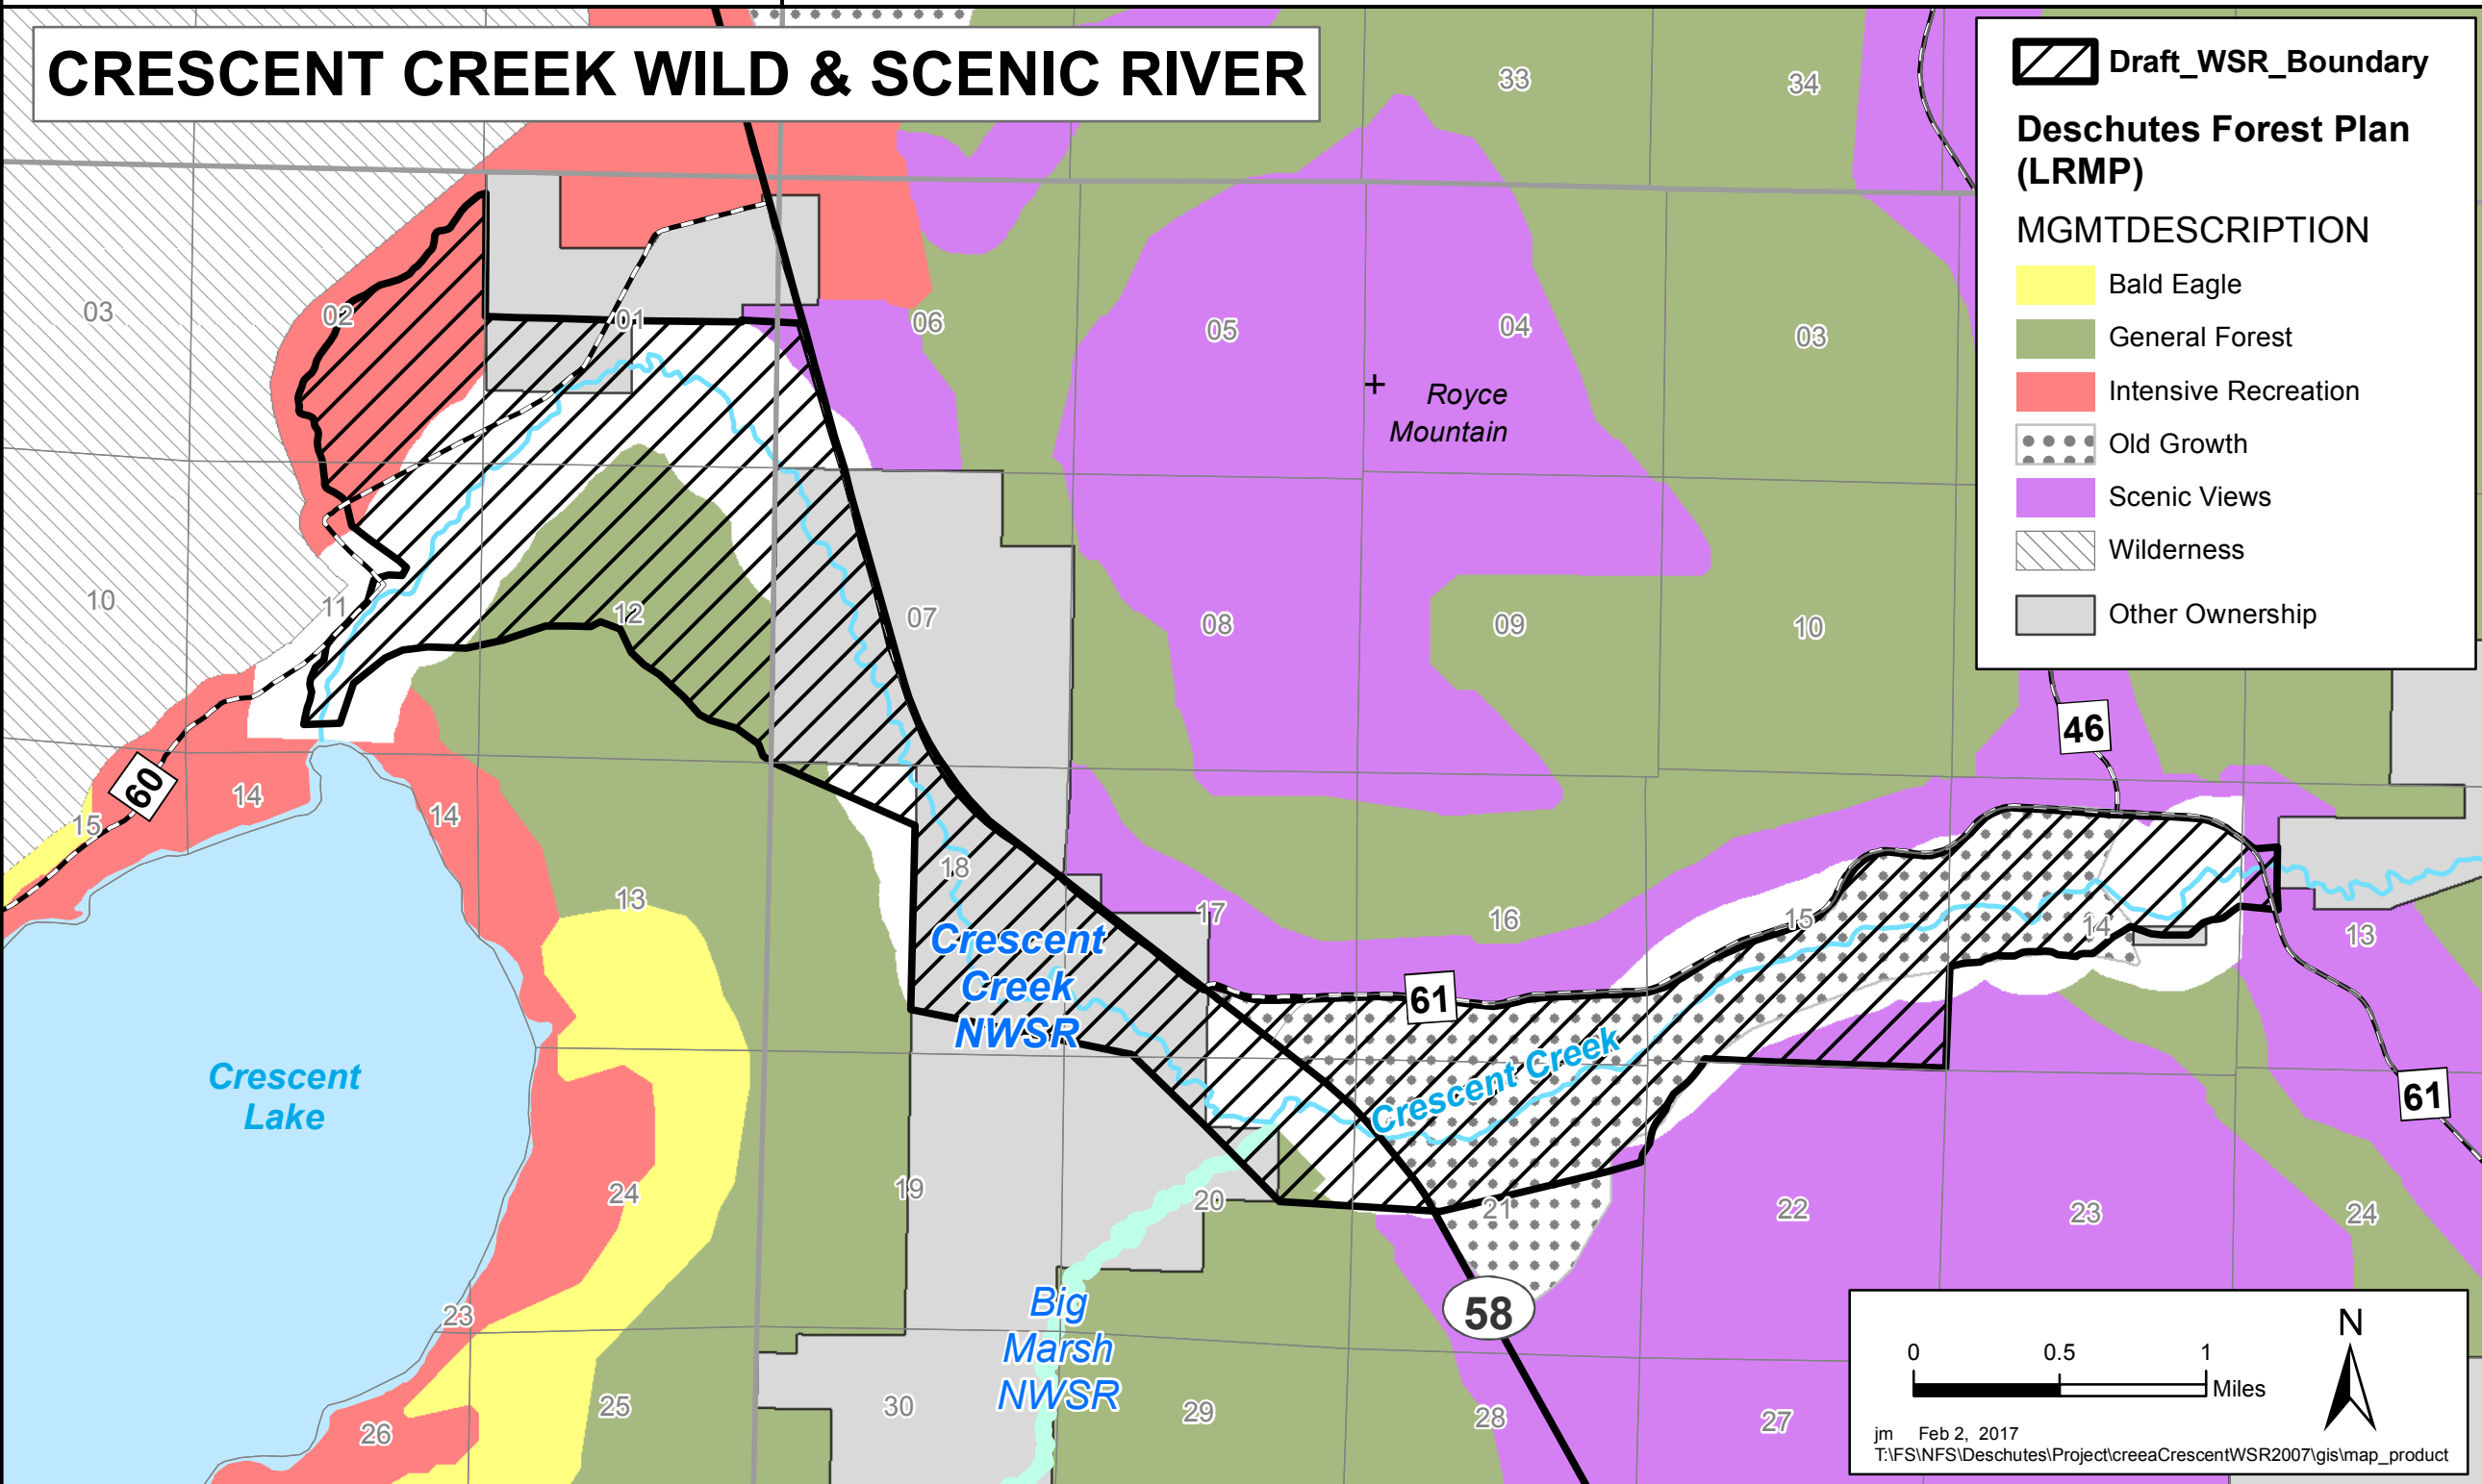 CRESCENT CREEK WILD & SCENIC RIVER
Draft_WSR_Boundary
Deschutes Forest Plan
(LRMP)
MGMTDESCRIPTION
Bald Eagle
General Forest
Intensive Recreation
Old Growth
Scenic Views
Wilderness
Other Ownership
33
34
03
02
01
06
05
04
03
Royce
Mountain
10
11
12
07
08
09
10
46
60
14
14
15
13
18
17
16
15
14
13
Crescent
Creek
NWSR
61
Crescent Creek
Crescent
Lake
61
24
19
20
21
22
23
24
58
Big
Marsh
NWSR
23
26
25
30
29
28
27
0 0.5 1
Miles
N
jm Feb 2, 2017
T:\FS\NFS\Deschutes\Project\creeaCrescentWSR2007\gis\map_product